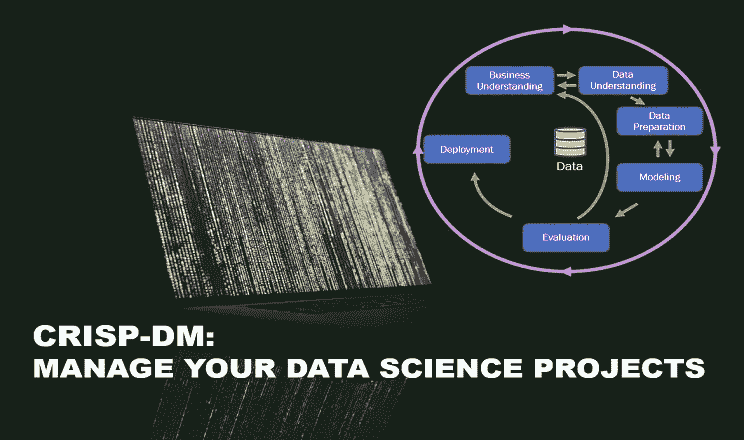 Business
Understanding
Data
Understanding
Data
Preparation
Deployment
Data
Modeling
Evaluation
CRISP-DM:
MANAGE YOUR DATA SCIENCE PROJECTS